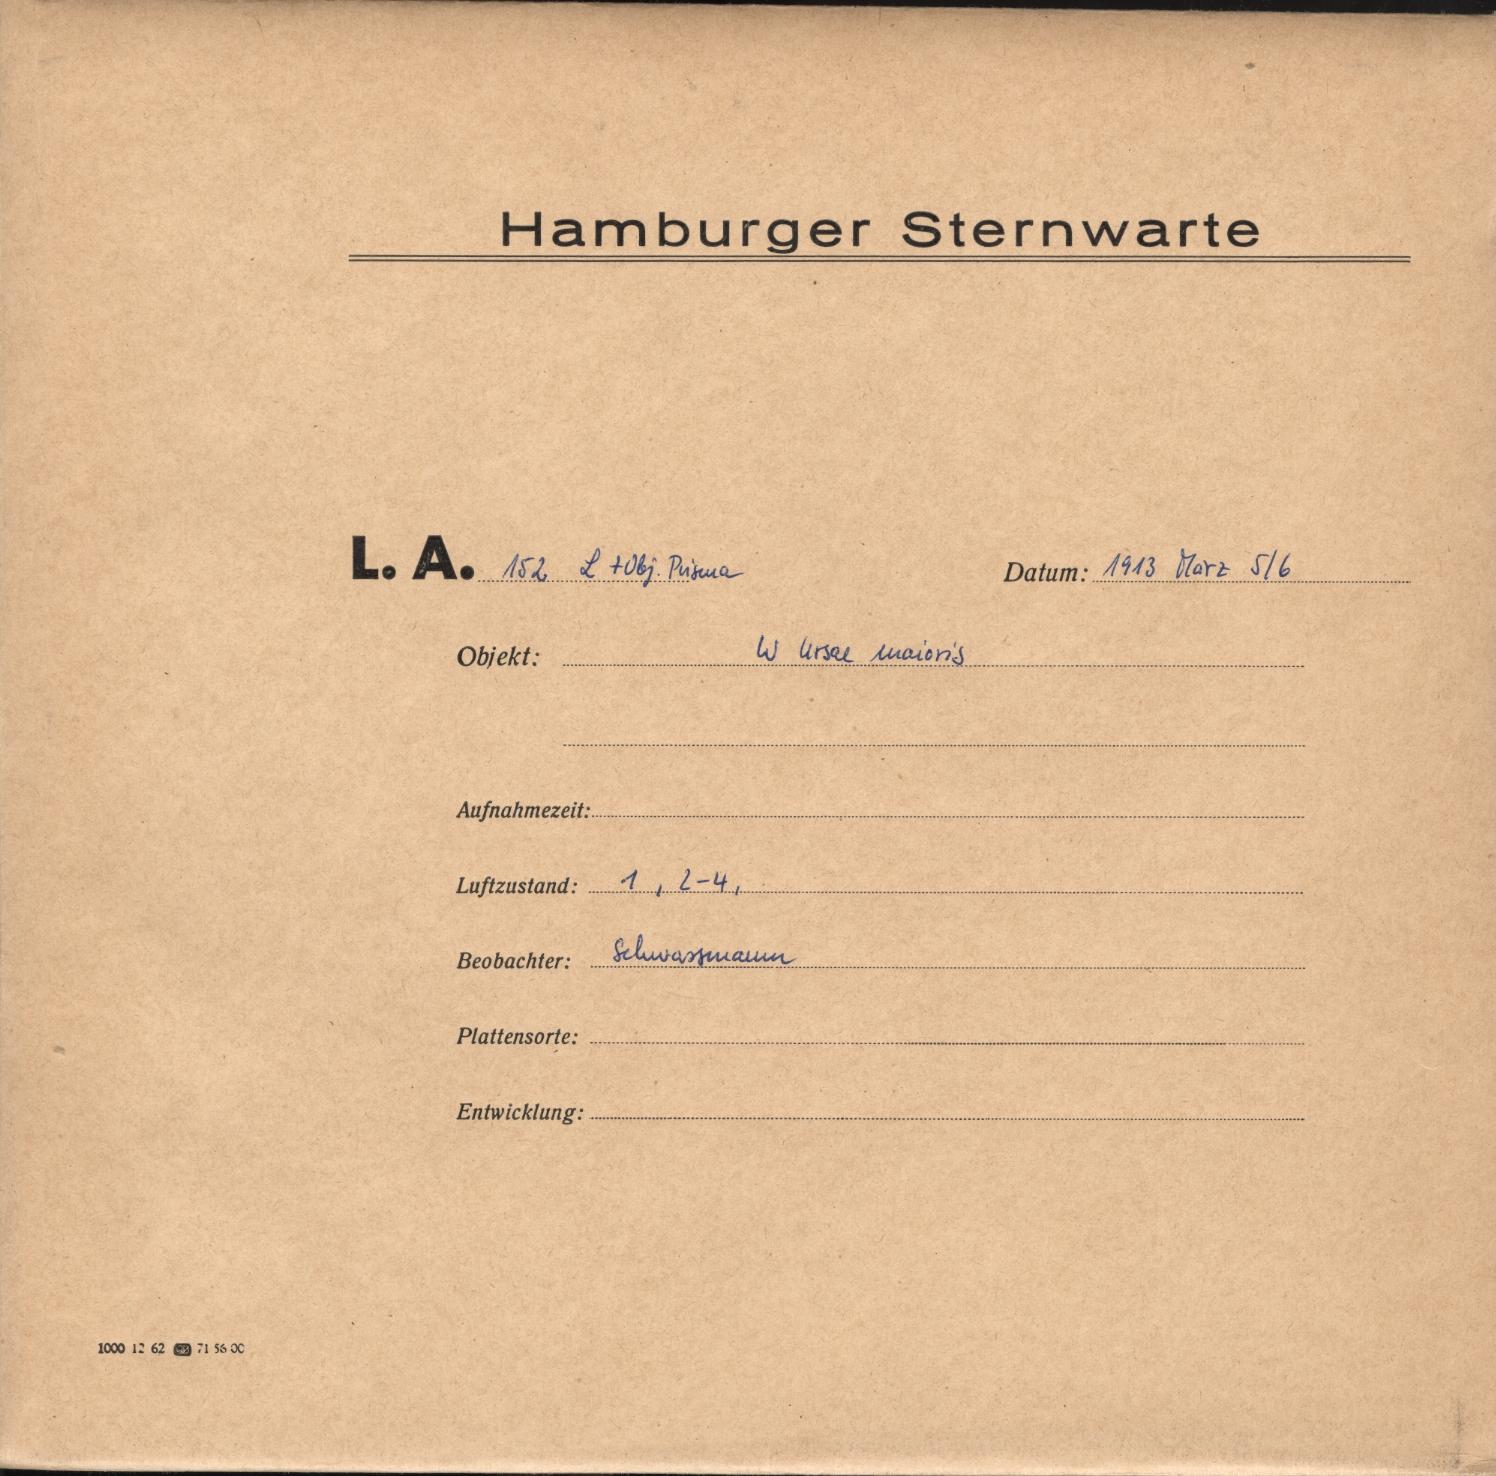 Hamburger Sternwarte
L. A. 152 L + Obj. Prisma Datum: 1913 März 5/6
Objekt: W Ursae maioris
Aufnahmezeit:
Luftzustand: 1 , 2-4,
Beobachter: Schwassmann
Plattensorte:
Entwicklung:
1000 12 62 71 56 00